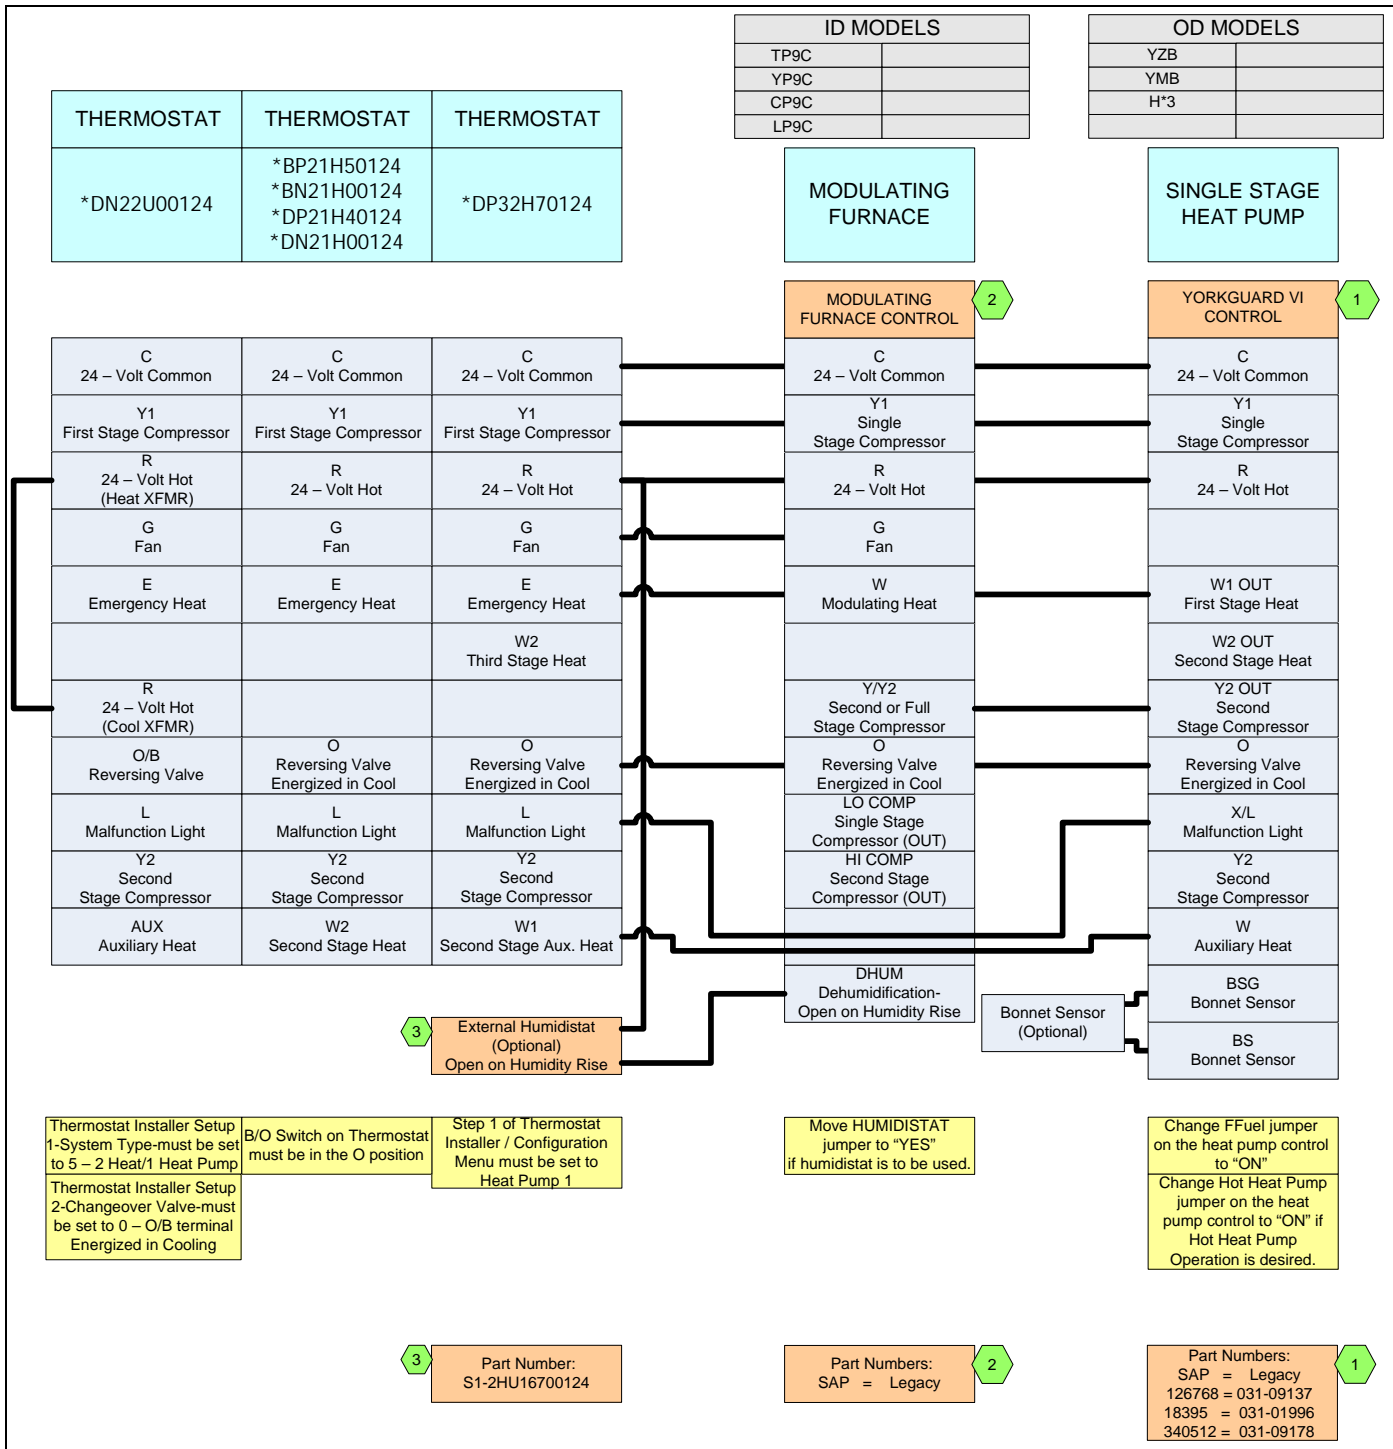 ID MODELS
TP9C
YP9C
CP9C
LP9C
OD MODELS
YZB
YMB
H*3
THERMOSTAT
THERMOSTAT
THERMOSTAT
*DN22U00124
*BP21H50124
*BN21H00124
*DP21H40124
*DN21H00124
*DP32H70124
MODULATING
FURNACE
SINGLE STAGE
HEAT PUMP
MODULATING
FURNACE CONTROL
2
YORKGUARD VI
CONTROL
1
C
24 – Volt Common
C
24 – Volt Common
C
24 – Volt Common
C
24 – Volt Common
C
24 – Volt Common
Y1
First Stage Compressor
Y1
First Stage Compressor
Y1
First Stage Compressor
Y1
Single
Stage Compressor
Y1
Single
Stage Compressor
R
24 – Volt Hot
(Heat XFMR)
R
24 – Volt Hot
R
24 – Volt Hot
R
24 – Volt Hot
R
24 – Volt Hot
G
Fan
G
Fan
G
Fan
G
Fan
E
Emergency Heat
E
Emergency Heat
E
Emergency Heat
W
Modulating Heat
W1 OUT
First Stage Heat
W2
Third Stage Heat
W2 OUT
Second Stage Heat
R
24 – Volt Hot
(Cool XFMR)
Y/Y2
Second or Full
Stage Compressor
Y2 OUT
Second
Stage Compressor
O/B
Reversing Valve
O
Reversing Valve
Energized in Cool
O
Reversing Valve
Energized in Cool
O
Reversing Valve
Energized in Cool
O
Reversing Valve
Energized in Cool
L
Malfunction Light
L
Malfunction Light
L
Malfunction Light
LO COMP
Single Stage
Compressor (OUT)
X/L
Malfunction Light
Y2
Second
Stage Compressor
Y2
Second
Stage Compressor
Y2
Second
Stage Compressor
HI COMP
Second Stage
Compressor (OUT)
Y2
Second
Stage Compressor
AUX
Auxiliary Heat
W2
Second Stage Heat
W1
Second Stage Aux. Heat
W
Auxiliary Heat
DHUM
Dehumidification-
Open on Humidity Rise
Bonnet Sensor
(Optional)
BSG
Bonnet Sensor
BS
Bonnet Sensor
3
External Humidistat
(Optional)
Open on Humidity Rise
Thermostat Installer Setup
1-System Type-must be set
to 5 – 2 Heat/1 Heat Pump
B/O Switch on Thermostat
must be in the O position
Step 1 of Thermostat
Installer / Configuration
Menu must be set to
Heat Pump 1
Move HUMIDISTAT
jumper to “YES”
if humidistat is to be used.
Change FFuel jumper
on the heat pump control
to “ON”
Thermostat Installer Setup
2-Changeover Valve-must
be set to 0 – O/B terminal
Energized in Cooling
Change Hot Heat Pump
jumper on the heat
pump control to “ON” if
Hot Heat Pump
Operation is desired.
3
Part Number:
S1-2HU16700124
Part Numbers:
SAP = Legacy
2
Part Numbers:
SAP = Legacy
126768 = 031-09137
18395 = 031-01996
340512 = 031-09178
1